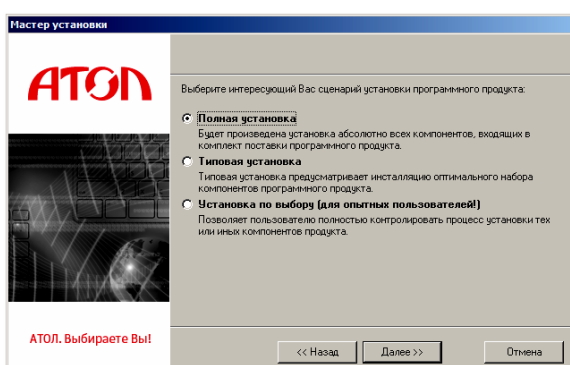 Мастер установки
АТОЛ
Выберите интересующий Вас сценарий установки программного продукта:
Полная установка
Будет произведена установка абсолютно всех компонентов, входящих в
комплект поставки программного продукта.
Типовая установка
Типовая установка предусматривает инсталляцию оптимального набора
компонентов программного продукта.
Установка по выбору (для опытных пользователей!)
Позволяет пользователю полностью контролировать процесс установки тех
или иных компонентов продукта.
АТОЛ. Выбираете Вы!
<< Назад
Далее >>
Отмена